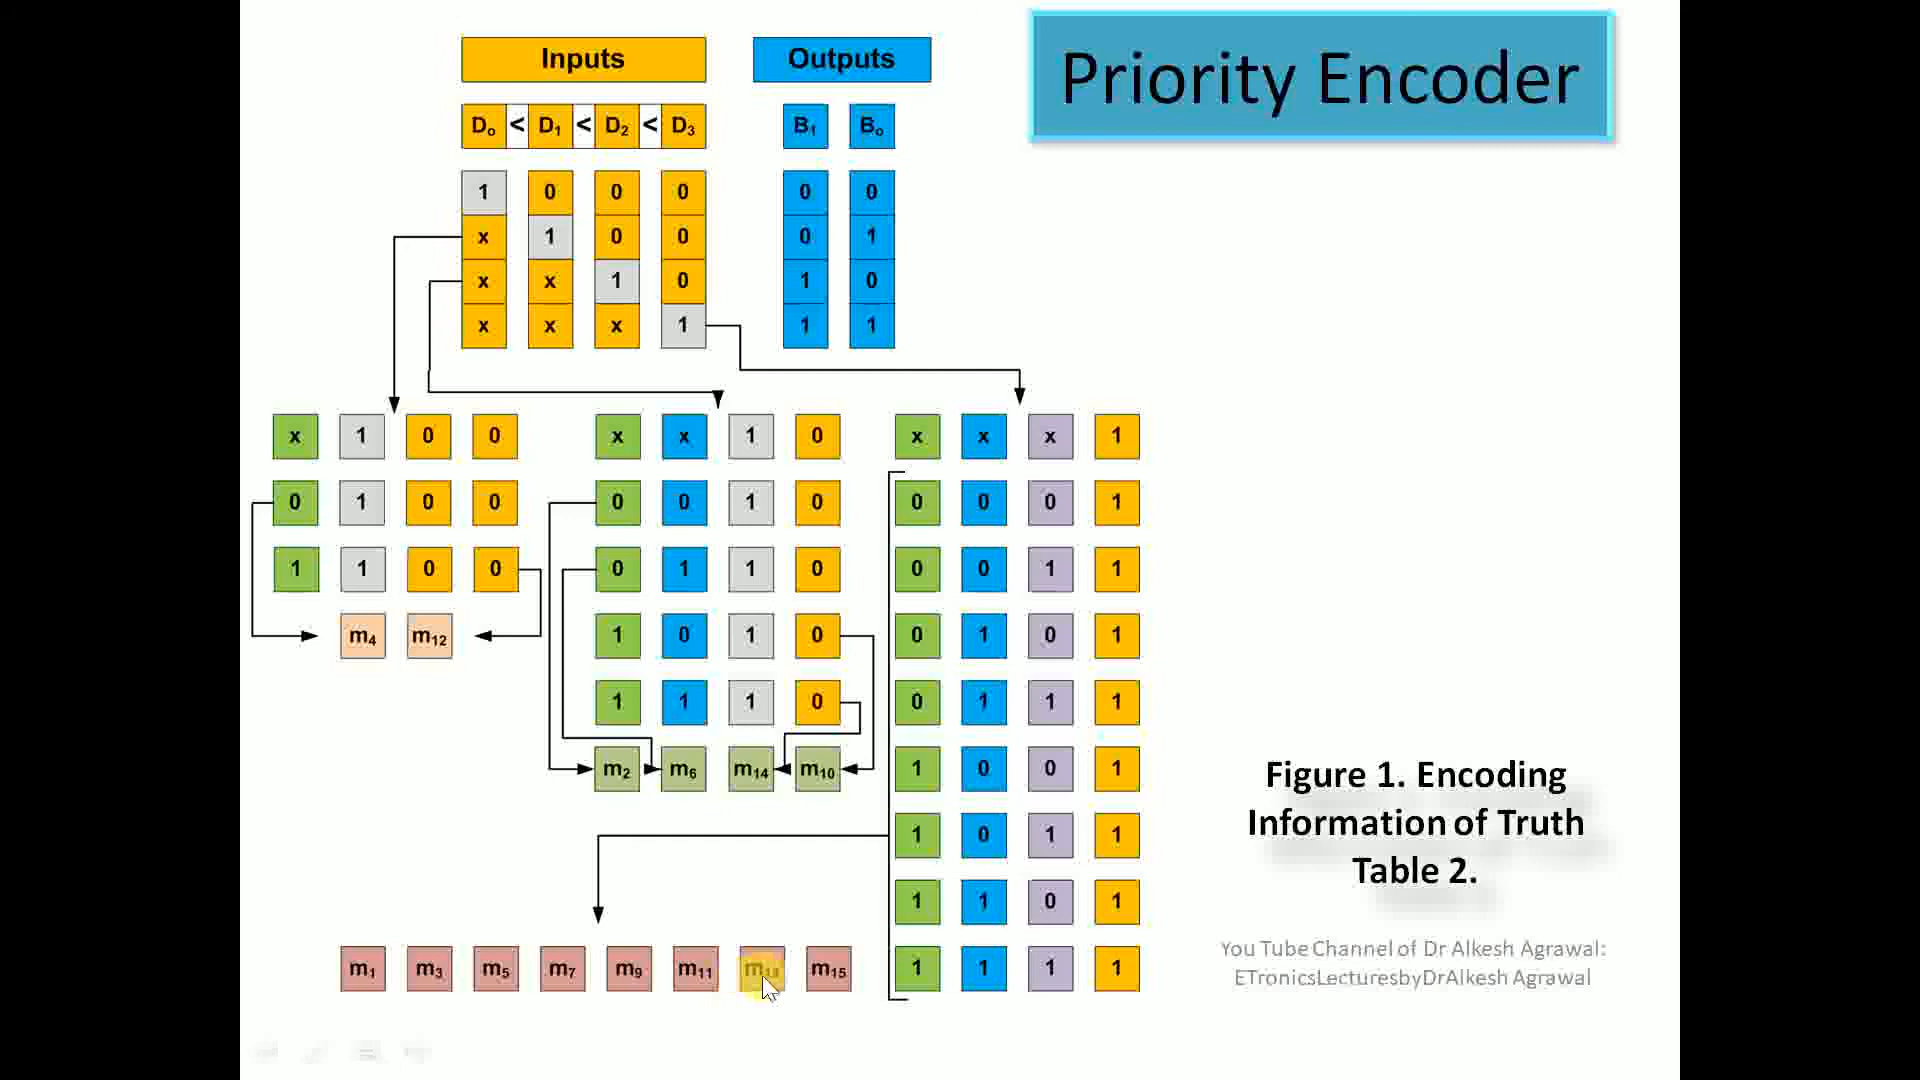 Priority Encoder
Inputs Outputs
D₀ < D₁ < D₂ < D₃ B₁ B₀
1 0 0 0 0 0
x 1 0 0 0 1
x x 1 0 1 0
x x x 1 1 1
x 1 0 0 x x 1 0 x x x 1
0 1 0 0 0 0 1 0 0 0 0 1
1 1 0 0 0 1 1 0 0 0 1 1
m₄ m₁₂ 1 0 1 0 0 1 0 1
1 1 1 0 0 1 1 1
m₂ m₆ m₁₄ m₁₀ 1 0 0 1
1 0 1 1
1 1 0 1
m₁ m₃ m₅ m₇ m₉ m₁₁ m₁₃ m₁₅ 1 1 1 1
Figure 1. Encoding
Information of Truth
Table 2.
You Tube Channel of Dr Alkesh Agrawal:
ETronicsLecturesbyDrAlkesh Agrawal